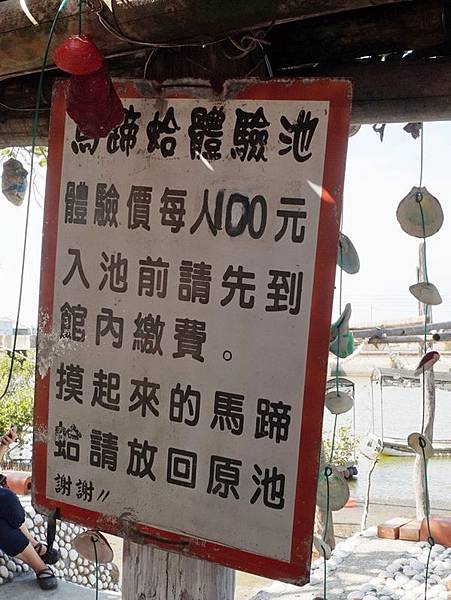 馬蹄蛤體驗池
體驗價每人100元
入池前請先到
館內繳費。
摸起來的馬蹄
蛤請放回原池
謝謝!!